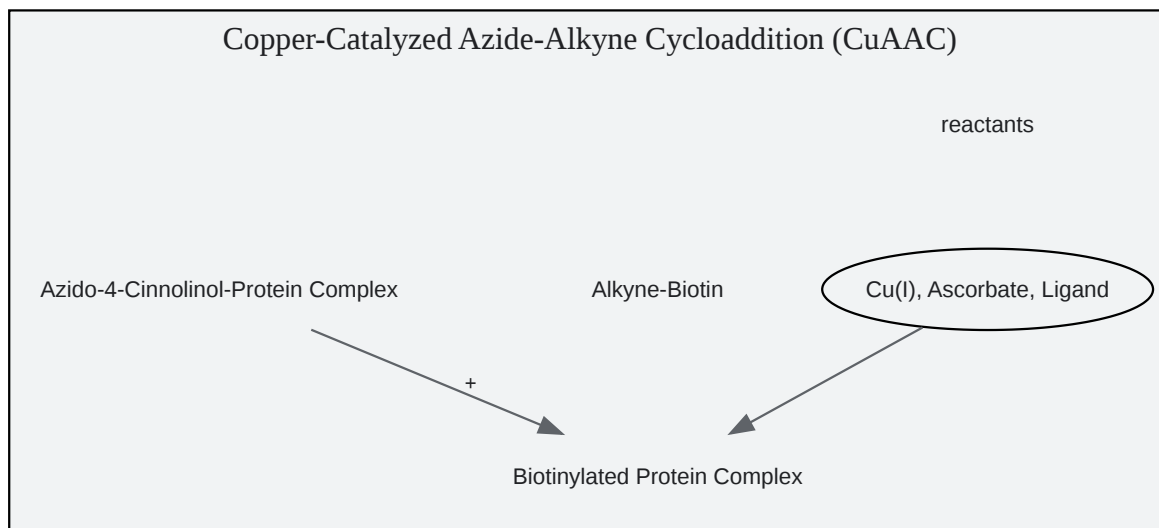 Copper-Catalyzed Azide-Alkyne Cycloaddition (CuAAC)
reactants
Azido-4-Cinnolinol-Protein Complex
Alkyne-Biotin
Cu(I), Ascorbate, Ligand
+
Biotinylated Protein Complex